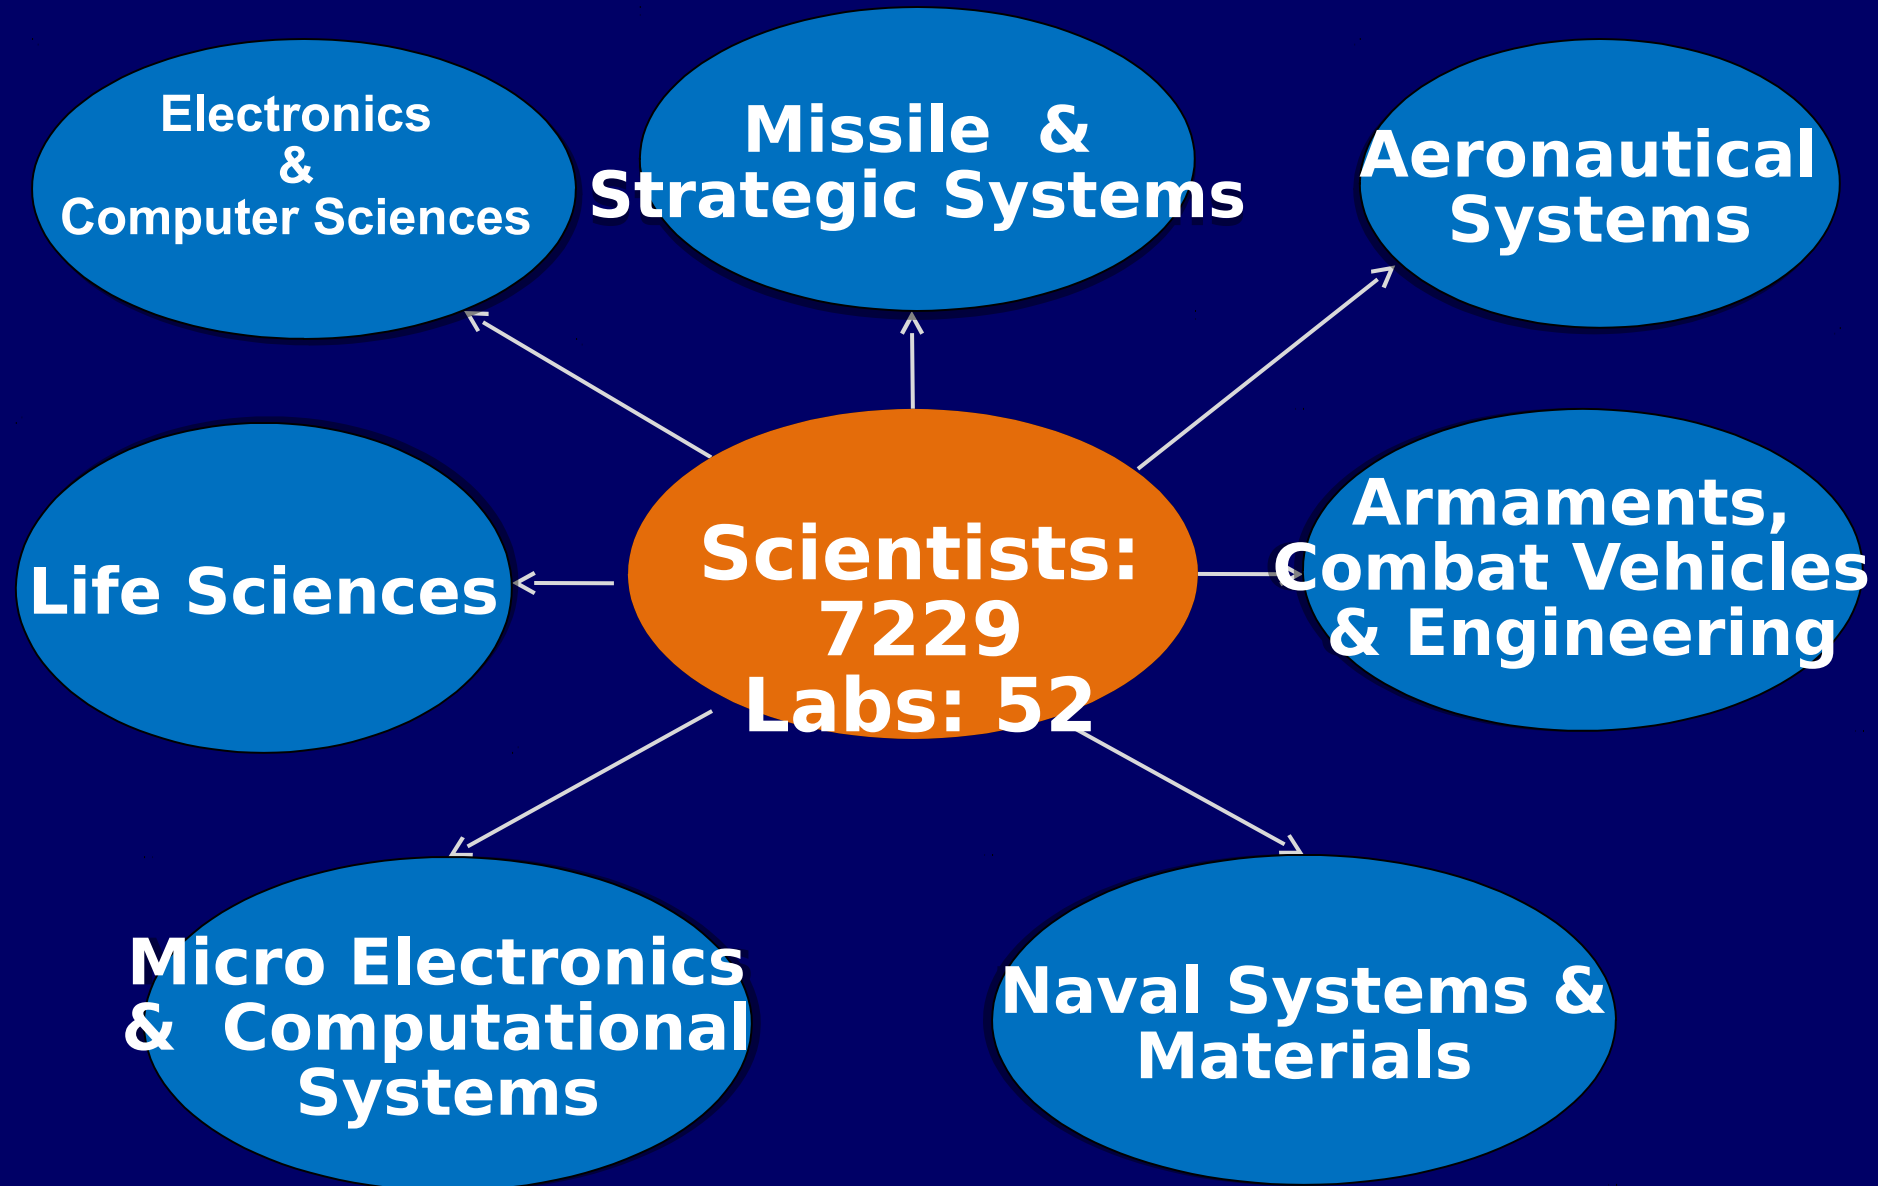 Electronics
&
Computer Sciences
Missile &
Strategic Systems
Aeronautical
Systems
Life Sciences
Scientists:
7229
Labs: 52
Armaments,
Combat Vehicles
& Engineering
Micro Electronics
& Computational
Systems
Naval Systems &
Materials